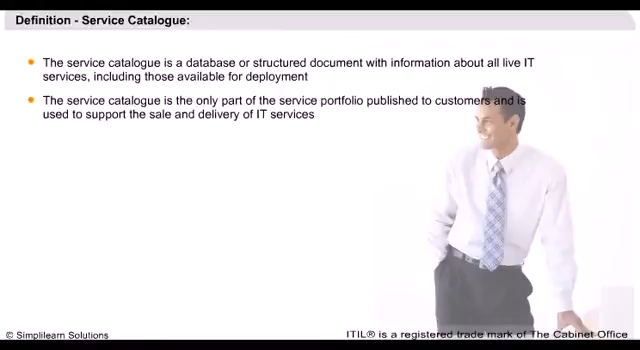 Definition - Service Catalogue:
The service catalogue is a database or structured document with information about all live IT
services, including those available for deployment
The service catalogue is the only part of the service portfolio published to customers and is
used to support the sale and delivery of IT services
© Simplilearn Solutions
ITIL® is a registered trade mark of The Cabinet Office